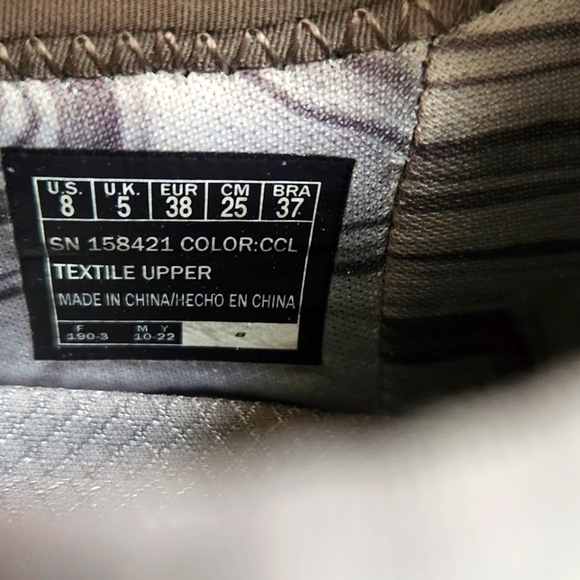 U.S. U.K. EUR CM BRA
8 5 38 25 37
SN 158421 COLOR:CCL
TEXTILE UPPER
MADE IN CHINA/HECHO EN CHINA
F M Y
190-3 10-22